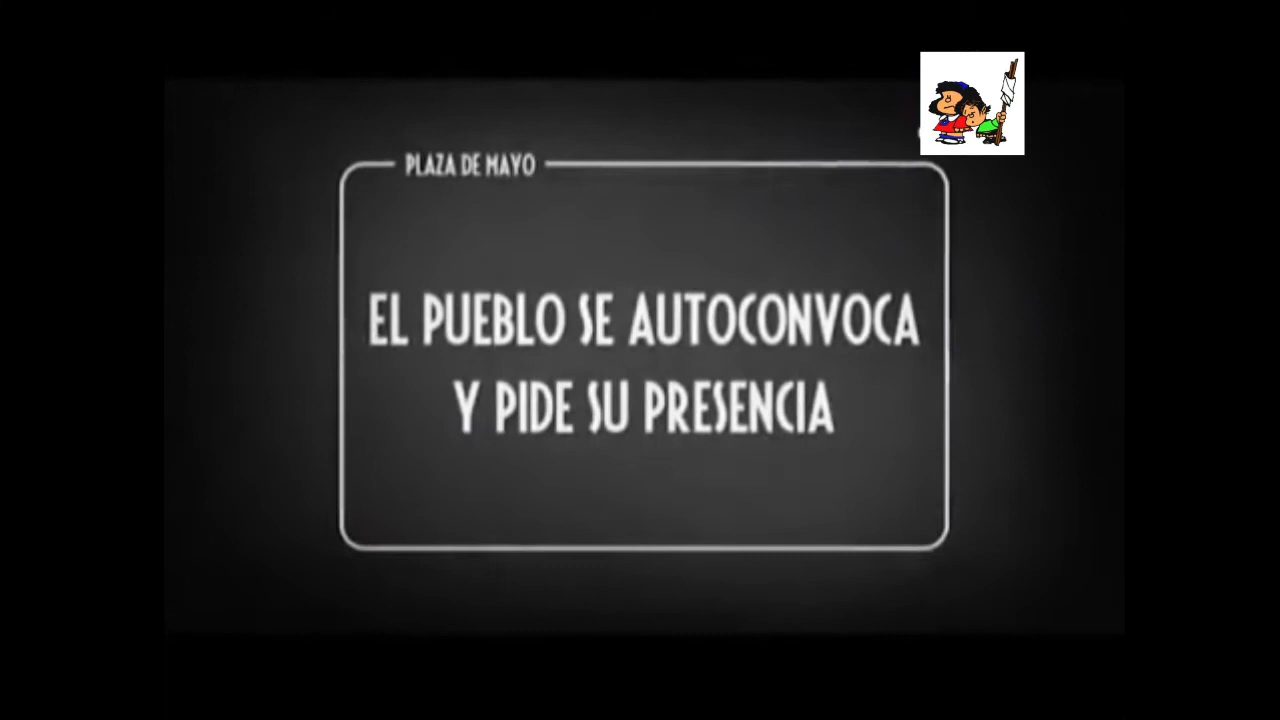 PLAZA DE MAYO
EL PUEBLO SE AUTOCONVOCA
Y PIDE SU PRESENCIA